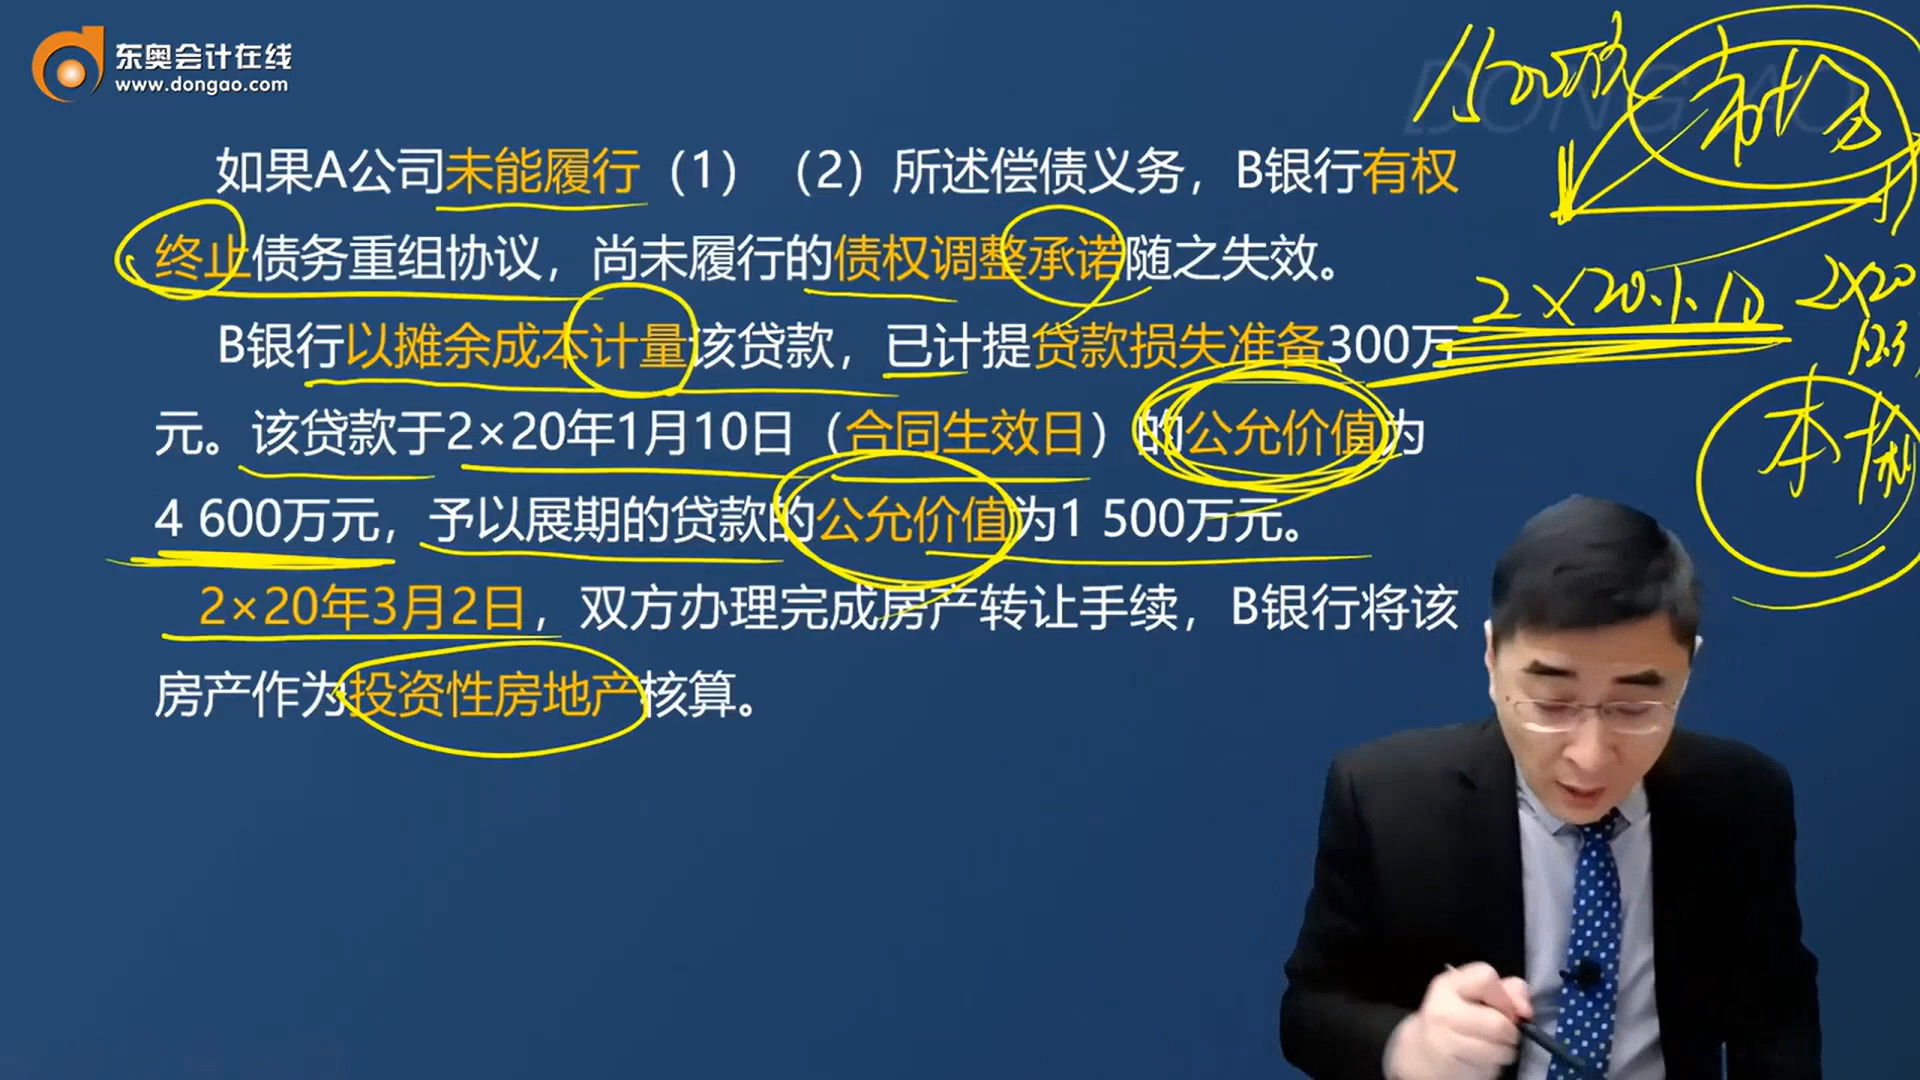 东奥会计在线
www.dongao.com
如果A公司未能履行（1）（2）所述偿债义务，B银行有权
终止债务重组协议，尚未履行的债权调整承诺随之失效。
B银行以摊余成本计量该贷款，已计提贷款损失准备300万
元。该贷款于2×20年1月10日（合同生效日）的公允价值为
4 600万元，予以展期的贷款的公允价值为1 500万元。
2×20年3月2日，双方办理完成房产转让手续，B银行将该
房产作为投资性房地产核算。
DONGAO
2×20.1.10
2×20